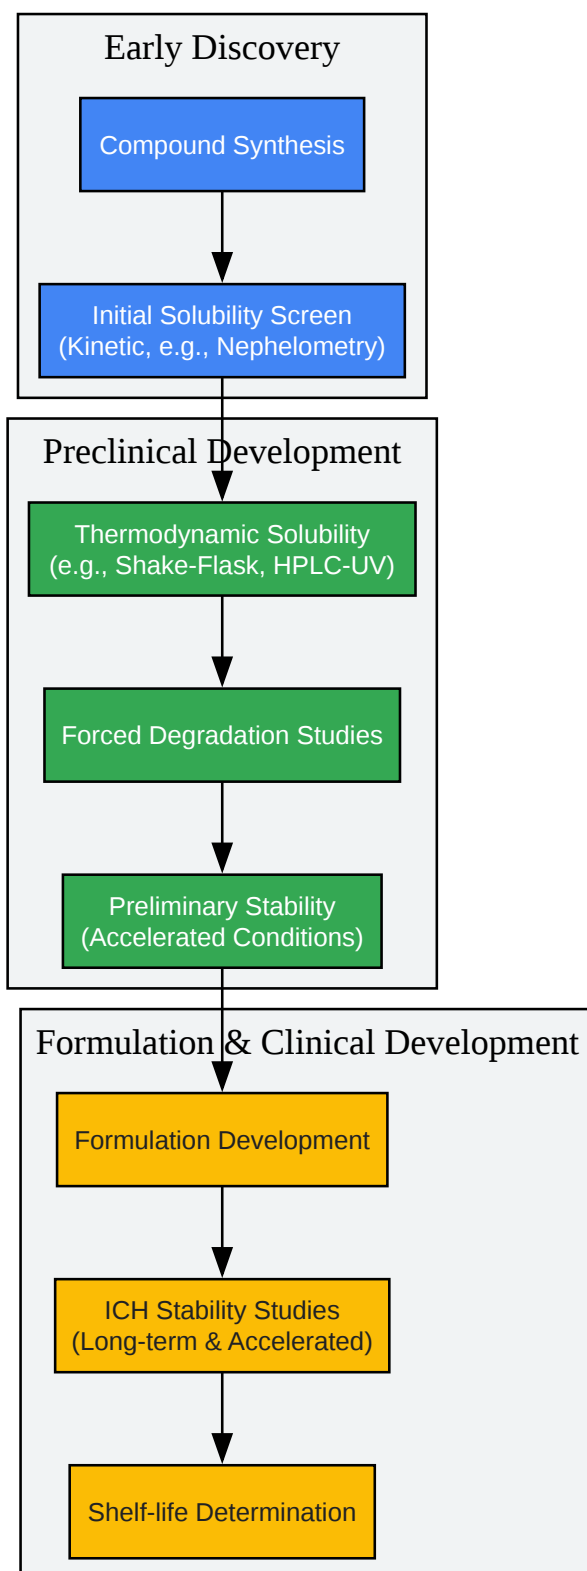 Early Discovery
Compound Synthesis
Initial Solubility Screen
(Kinetic, e.g., Nephelometry)
Preclinical Development
Thermodynamic Solubility
(e.g., Shake-Flask, HPLC-UV)
Forced Degradation Studies
Preliminary Stability
(Accelerated Conditions)
Formulation & Clinical Development
Formulation Development
ICH Stability Studies
(Long-term & Accelerated)
Shelf-life Determination